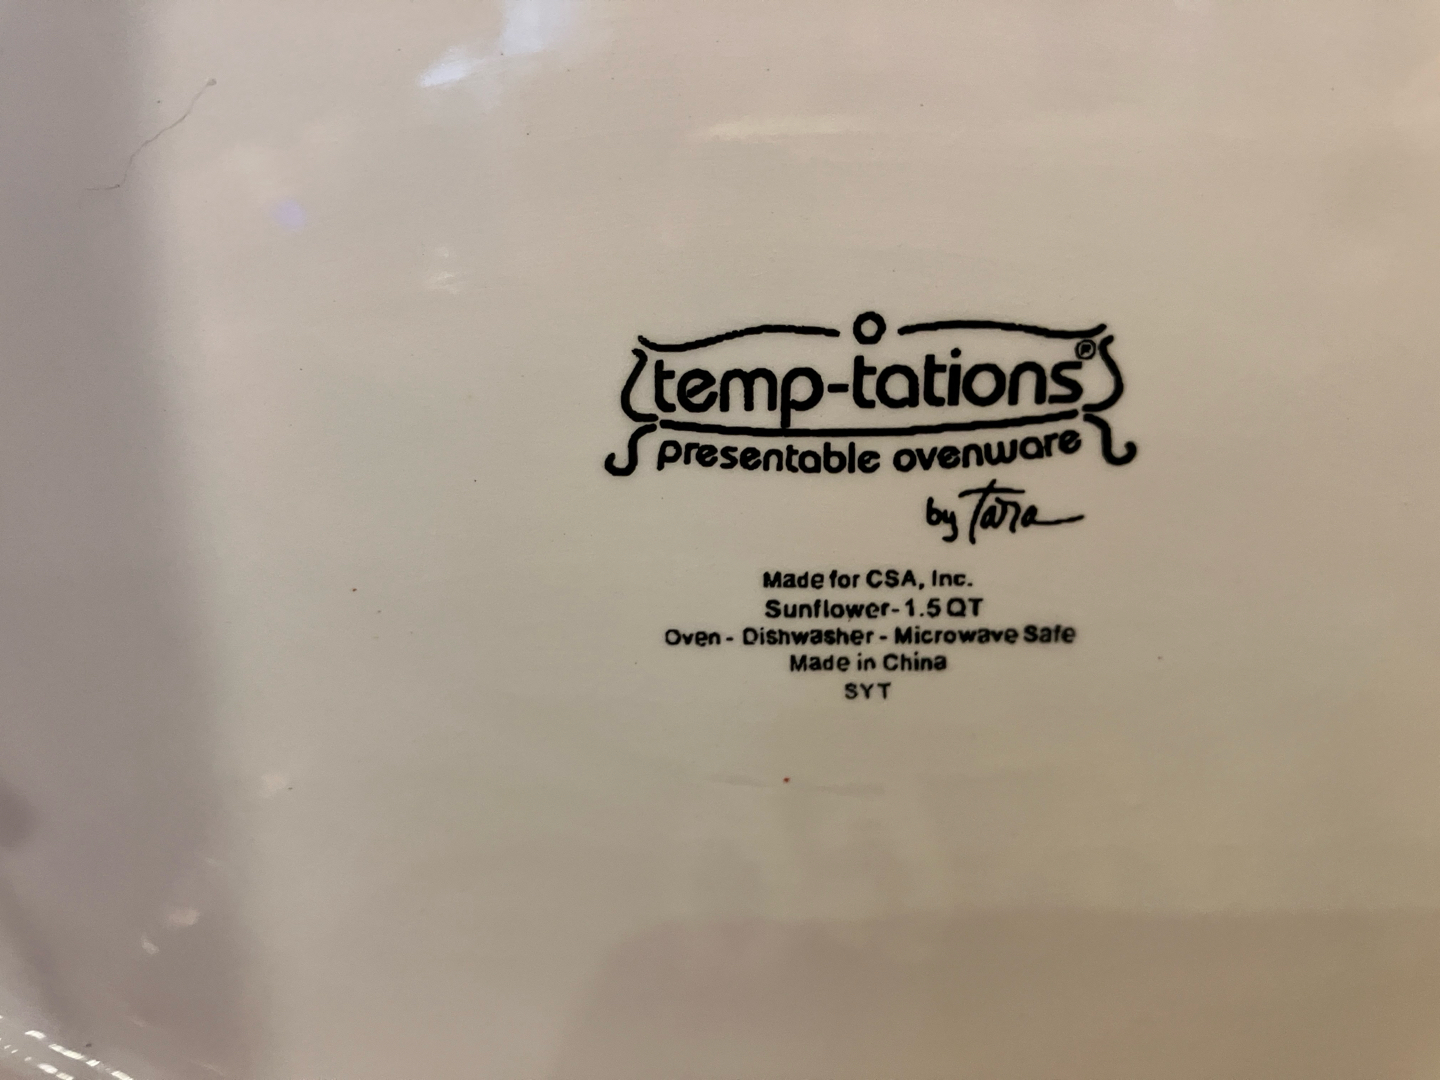 temp-tations®
presentable ovenware
by Tara
Made for CSA, Inc.
Sunflower-1.5 QT
Oven - Dishwasher - Microwave Safe
Made in China
SYT